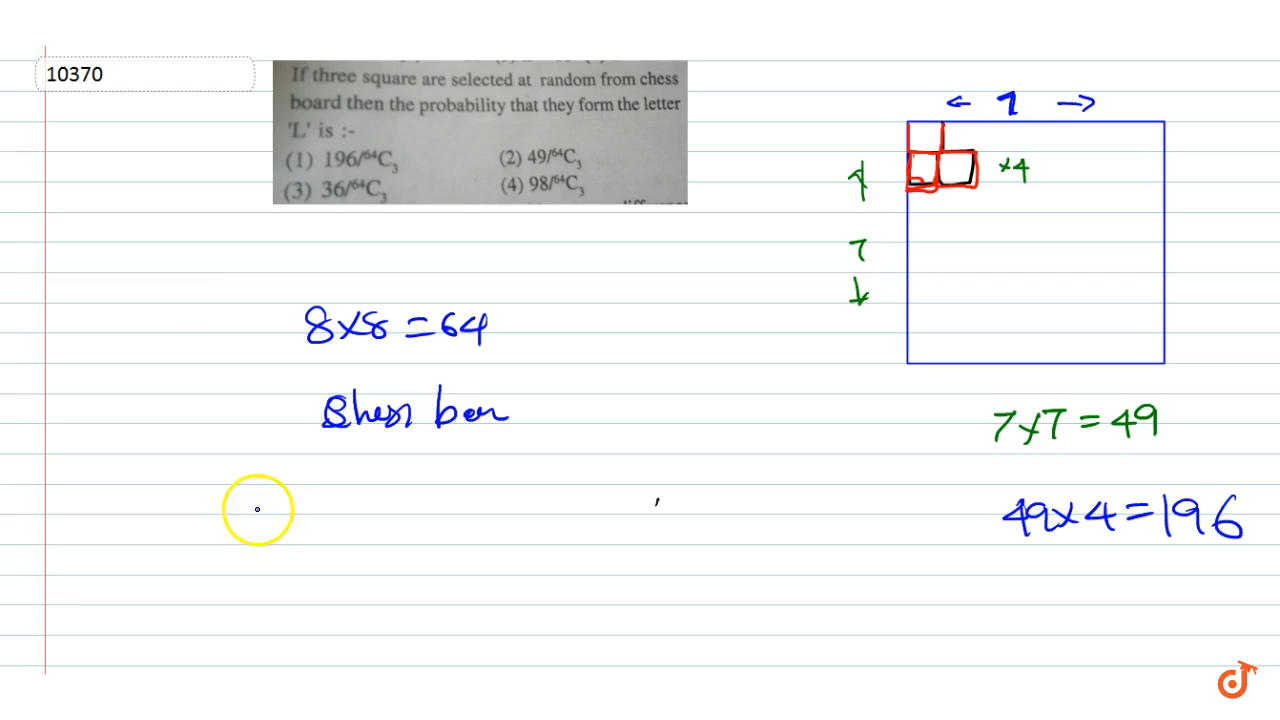 10370
If three square are selected at random from chess
board then the probability that they form the letter
'L' is :-
(1) 196/⁶⁴C₃ (2) 49/⁶⁴C₃
(3) 36/⁶⁴C₃ (4) 98/⁶⁴C₃
← 7 →
×4
7
8×8 = 64
7×7 = 49
49×4 = 196